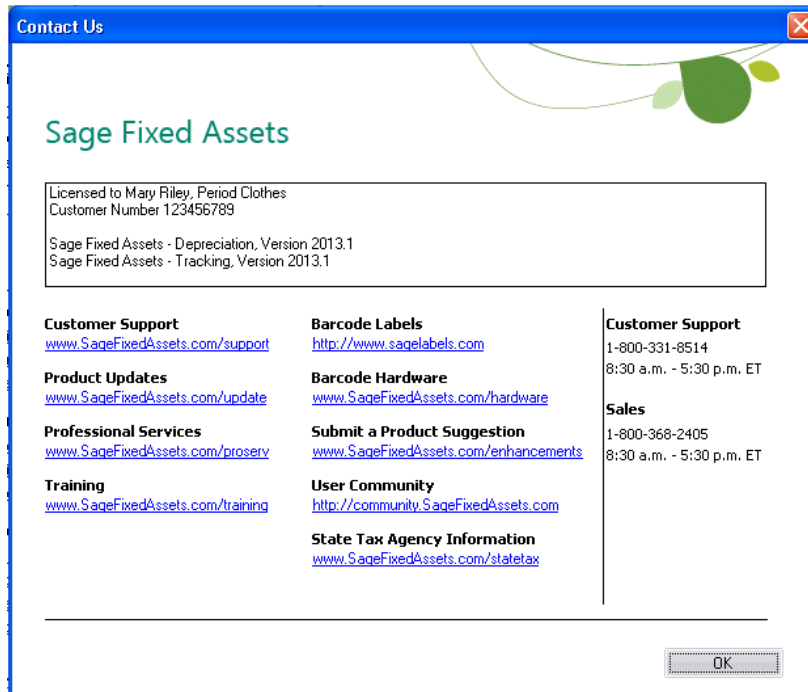 Contact Us
Sage Fixed Assets
Licensed to Mary Riley, Period Clothes
Customer Number 123456789
Sage Fixed Assets - Depreciation, Version 2013.1
Sage Fixed Assets - Tracking, Version 2013.1
Customer Support
www.SageFixedAssets.com/support
Product Updates
www.SageFixedAssets.com/update
Professional Services
www.SageFixedAssets.com/proserv
Training
www.SageFixedAssets.com/training
Barcode Labels
http://www.sagelabels.com
Barcode Hardware
www.SageFixedAssets.com/hardware
Submit a Product Suggestion
www.SageFixedAssets.com/enhancements
User Community
http://community.SageFixedAssets.com
State Tax Agency Information
www.SageFixedAssets.com/statetax
Customer Support
1-800-331-8514
8:30 a.m. - 5:30 p.m. ET
Sales
1-800-368-2405
8:30 a.m. - 5:30 p.m. ET
OK